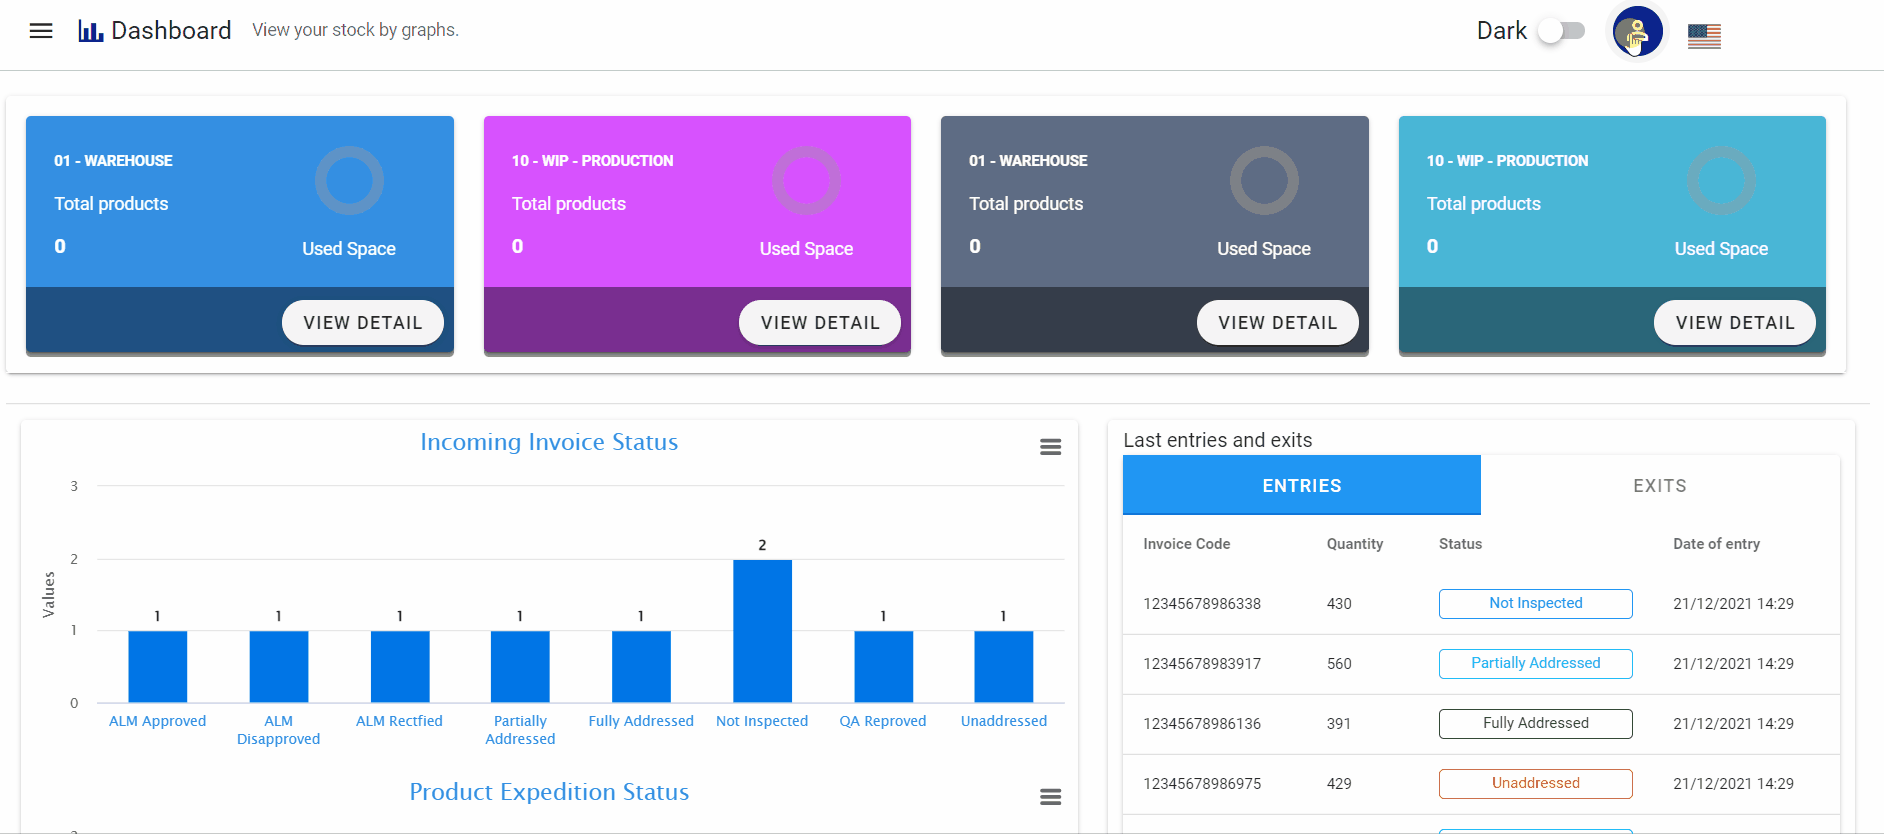 Dashboard View your stock by graphs. Dark
01 - WAREHOUSE
Total products
0
Used Space
VIEW DETAIL
10 - WIP - PRODUCTION
Total products
0
Used Space
VIEW DETAIL
01 - WAREHOUSE
Total products
0
Used Space
VIEW DETAIL
10 - WIP - PRODUCTION
Total products
0
Used Space
VIEW DETAIL
Incoming Invoice Status
Values
3
2
1
0
1
1
1
1
1
2
1
1
ALM Approved
ALM
Disapproved
ALM Rectfied
Partially
Addressed
Fully Addressed
Not Inspected
QA Reproved
Unaddressed
Product Expedition Status
Last entries and exits
ENTRIES EXITS
Invoice Code Quantity Status Date of entry
12345678986338 430 Not Inspected 21/12/2021 14:29
12345678983917 560 Partially Addressed 21/12/2021 14:29
12345678986136 391 Fully Addressed 21/12/2021 14:29
12345678986975 429 Unaddressed 21/12/2021 14:29